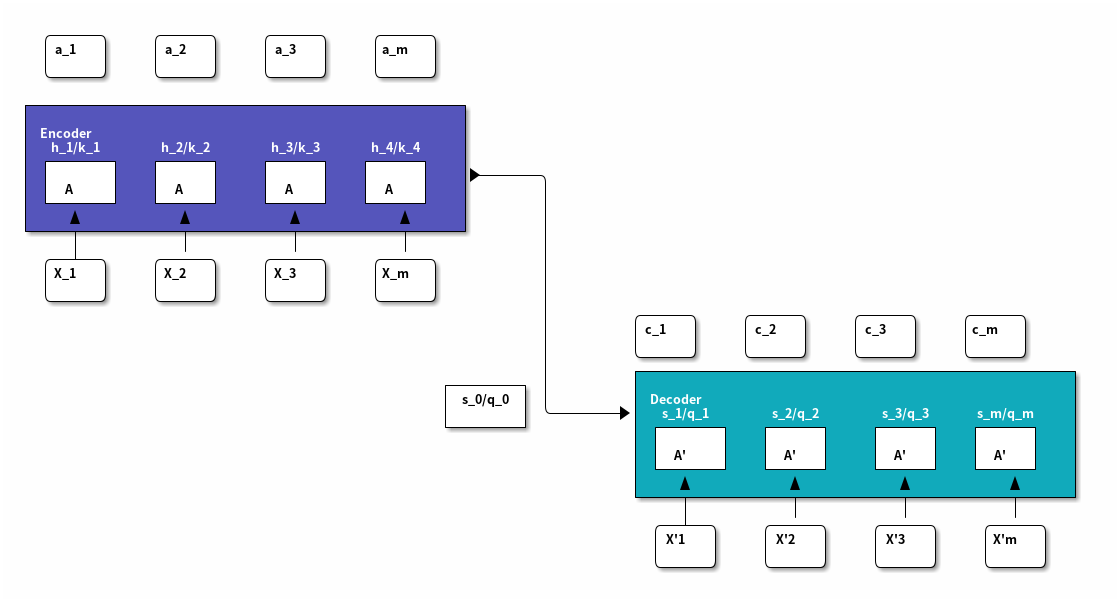 a_1 a_2 a_3 a_m
Encoder
h_1/k_1 h_2/k_2 h_3/k_3 h_4/k_4
A A A A
X_1 X_2 X_3 X_m
c_1 c_2 c_3 c_m
s_0/q_0
Decoder
s_1/q_1 s_2/q_2 s_3/q_3 s_m/q_m
A' A' A' A'
X'1 X'2 X'3 X'm